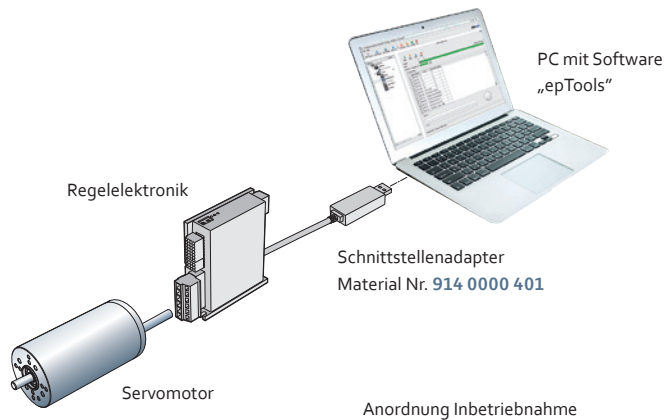 PC mit Software
„epTools”
Regelelektronik
Schnittstellenadapter
Material Nr. 914 0000 401
Servomotor
Anordnung Inbetriebnahme